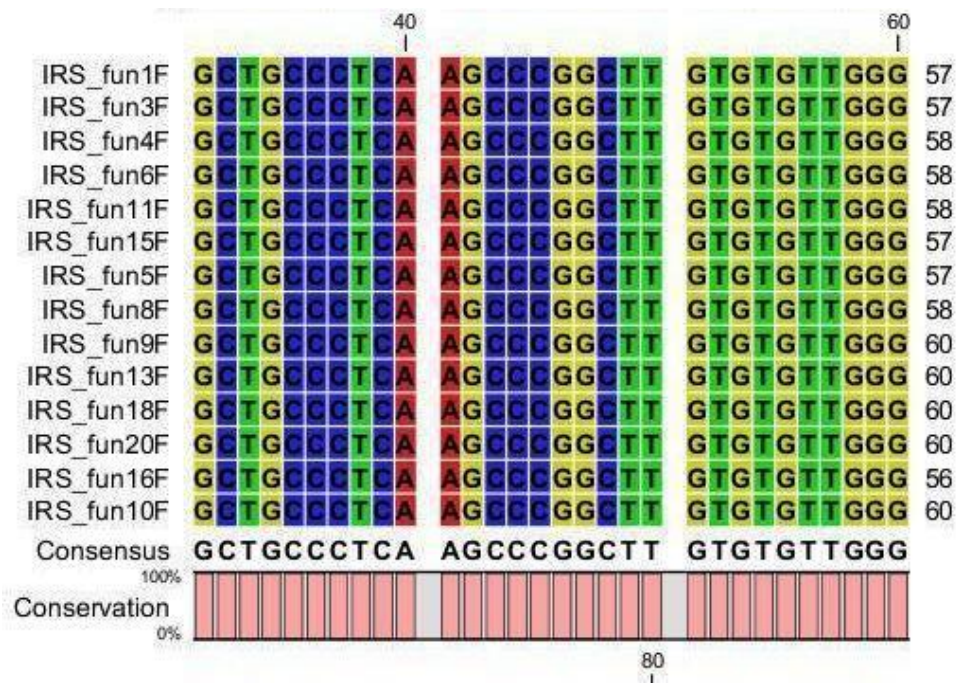 40 60
IRS_fun1F GCTGCCCTCA AGCCCGGCTT GTGTGTTGGG 57
IRS_fun3F GCTGCCCTCA AGCCCGGCTT GTGTGTTGGG 57
IRS_fun4F GCTGCCCTCA AGCCCGGCTT GTGTGTTGGG 58
IRS_fun6F GCTGCCCTCA AGCCCGGCTT GTGTGTTGGG 58
IRS_fun11F GCTGCCCTCA AGCCCGGCTT GTGTGTTGGG 58
IRS_fun15F GCTGCCCTCA AGCCCGGCTT GTGTGTTGGG 57
IRS_fun5F GCTGCCCTCA AGCCCGGCTT GTGTGTTGGG 57
IRS_fun8F GCTGCCCTCA AGCCCGGCTT GTGTGTTGGG 58
IRS_fun9F GCTGCCCTCA AGCCCGGCTT GTGTGTTGGG 60
IRS_fun13F GCTGCCCTCA AGCCCGGCTT GTGTGTTGGG 60
IRS_fun18F GCTGCCCTCA AGCCCGGCTT GTGTGTTGGG 60
IRS_fun20F GCTGCCCTCA AGCCCGGCTT GTGTGTTGGG 60
IRS_fun16F GCTGCCCTCA AGCCCGGCTT GTGTGTTGGG 56
IRS_fun10F GCTGCCCTCA AGCCCGGCTT GTGTGTTGGG 60
Consensus GCTGCCCTCA AGCCCGGCTT GTGTGTTGGG
100%
Conservation
0%
80